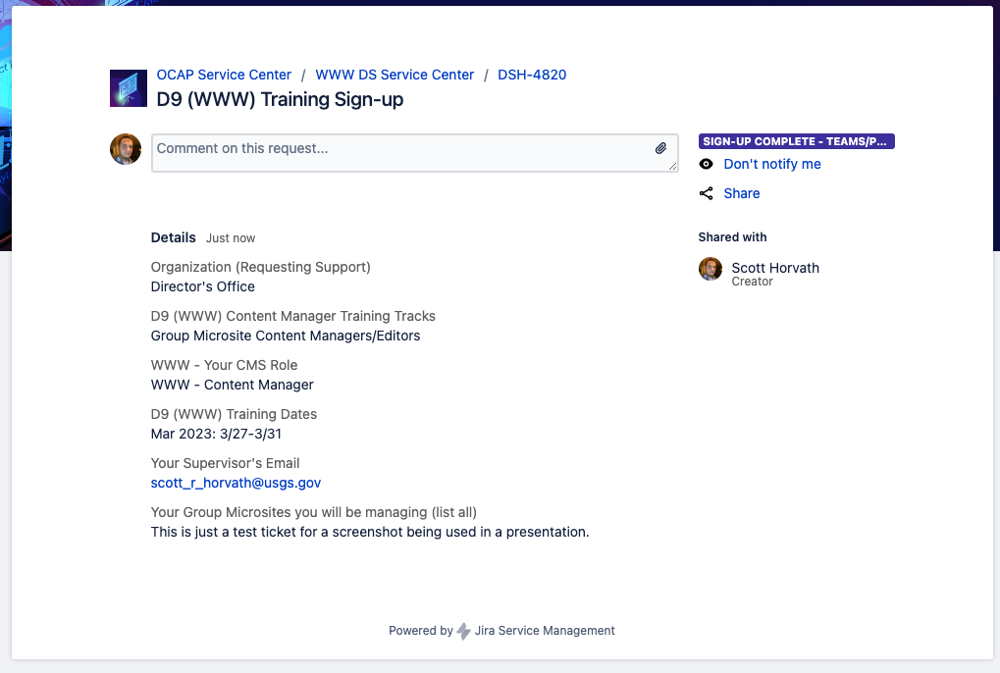 OCAP Service Center / WWW DS Service Center / DSH-4820
D9 (WWW) Training Sign-up
Comment on this request...
SIGN-UP COMPLETE - TEAMS/P...
Don't notify me
Share
Details Just now
Organization (Requesting Support)
Director's Office
D9 (WWW) Content Manager Training Tracks
Group Microsite Content Managers/Editors
WWW - Your CMS Role
WWW - Content Manager
D9 (WWW) Training Dates
Mar 2023: 3/27-3/31
Your Supervisor's Email
scott_r_horvath@usgs.gov
Your Group Microsites you will be managing (list all)
This is just a test ticket for a screenshot being used in a presentation.
Shared with
Scott Horvath
Creator
Powered by Jira Service Management